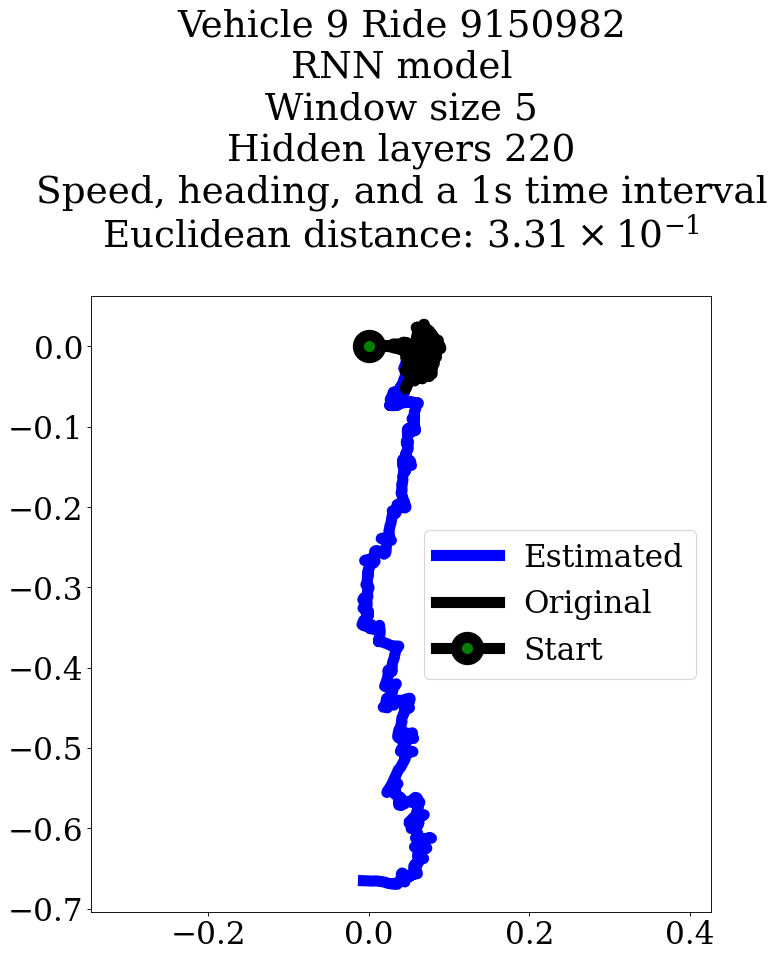 Vehicle 9 Ride 9150982
RNN model
Window size 5
Hidden layers 220
Speed, heading, and a 1s time interval
Euclidean distance: 3.31 × 10⁻¹
0.0
−0.1
−0.2
−0.3
−0.4
−0.5
−0.6
−0.7
Estimated
Original
Start
−0.2
0.0
0.2
0.4